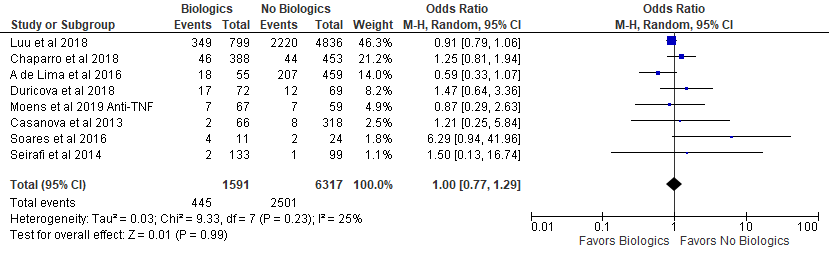 Biologics No Biologics Odds Ratio Odds Ratio
Study or Subgroup Events Total Events Total Weight M-H, Random, 95% CI M-H, Random, 95% CI
Luu et al 2018 349 799 2220 4836 46.3% 0.91 [0.79, 1.06]
Chaparro et al 2018 46 388 44 453 21.2% 1.25 [0.81, 1.94]
A de Lima et al 2016 18 55 207 459 14.0% 0.59 [0.33, 1.07]
Duricova et al 2018 17 72 12 69 8.2% 1.47 [0.64, 3.36]
Moens et al 2019 Anti-TNF 7 67 7 59 4.9% 0.87 [0.29, 2.63]
Casanova et al 2013 2 66 8 318 2.6% 1.21 [0.25, 5.84]
Soares et al 2016 4 11 2 24 1.8% 6.29 [0.94, 41.96]
Seirafi et al 2014 2 133 1 99 1.1% 1.50 [0.13, 16.74]
Total (95% CI) 1591 6317 100.0% 1.00 [0.77, 1.29]
Total events 445 2501
Heterogeneity: Tau² = 0.03; Chi² = 9.33, df = 7 (P = 0.23); I² = 25%
Test for overall effect: Z = 0.01 (P = 0.99)
0.01 0.1 1 10 100
Favors Biologics Favors No Biologics